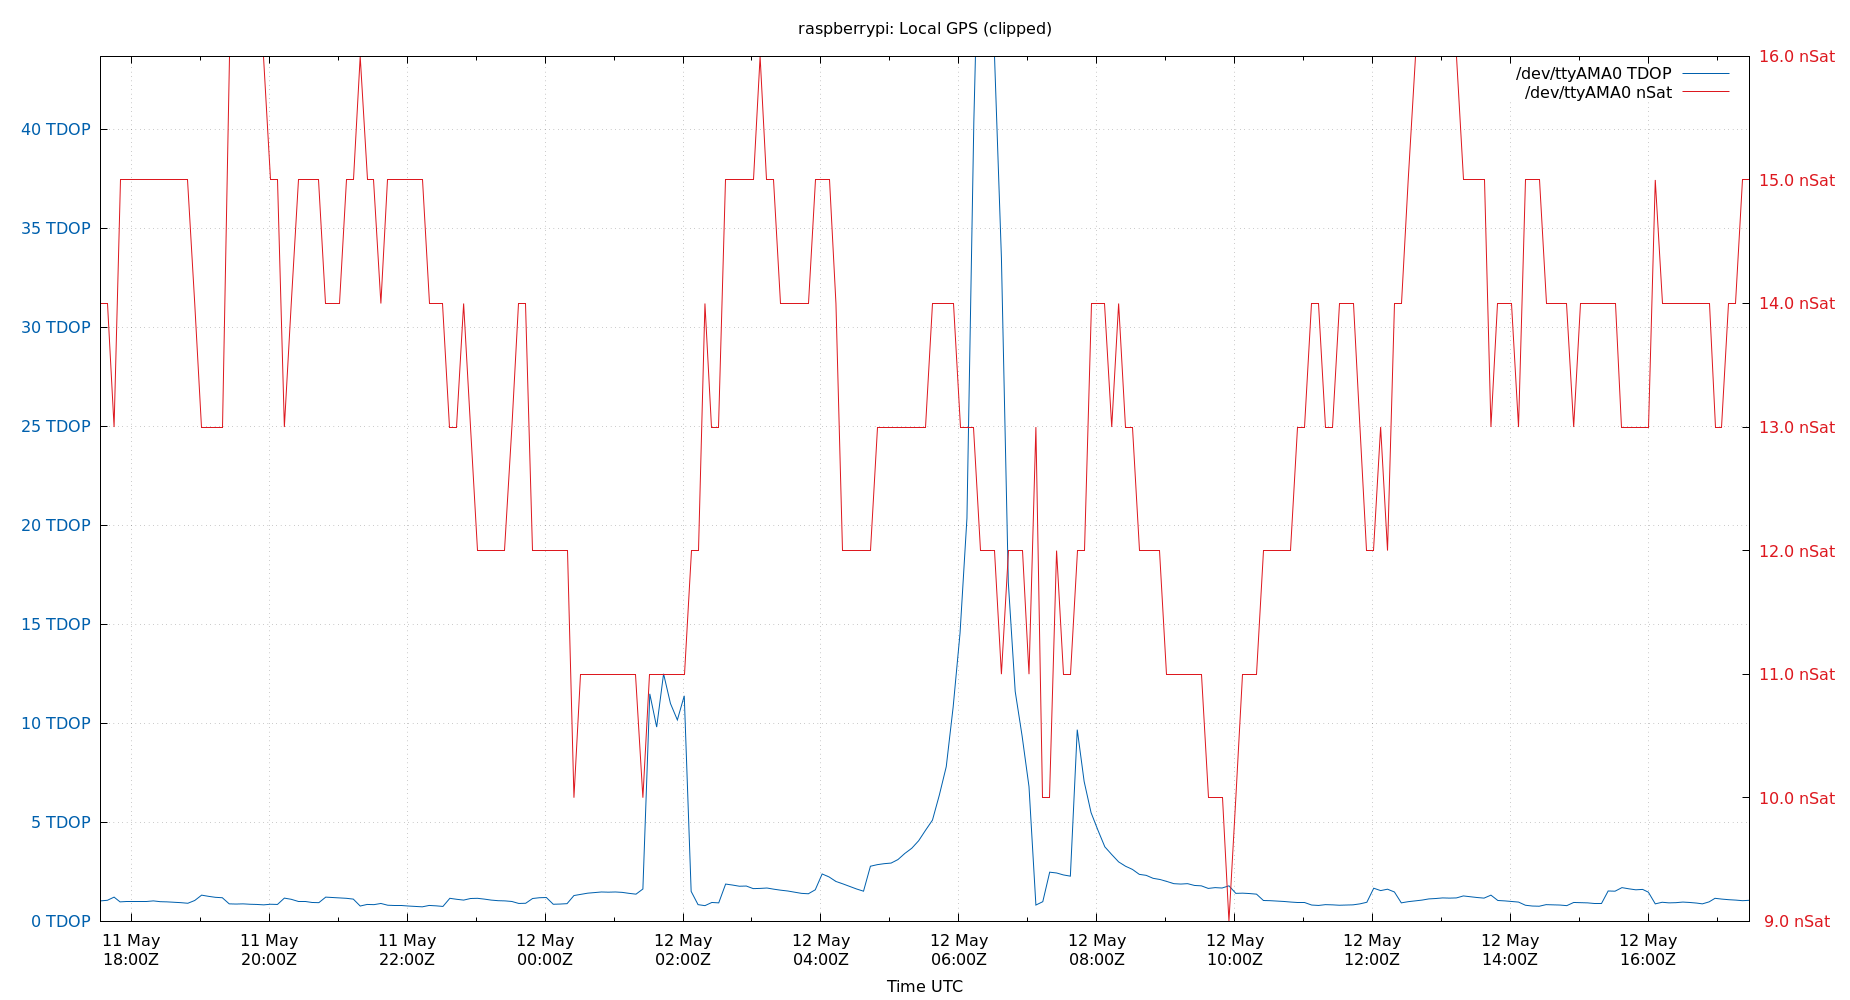 raspberrypi: Local GPS (clipped)
/dev/ttyAMA0 TDOP
/dev/ttyAMA0 nSat
40 TDOP
35 TDOP
30 TDOP
25 TDOP
20 TDOP
15 TDOP
10 TDOP
5 TDOP
0 TDOP
16.0 nSat
15.0 nSat
14.0 nSat
13.0 nSat
12.0 nSat
11.0 nSat
10.0 nSat
9.0 nSat
11 May
18:00Z
11 May
20:00Z
11 May
22:00Z
12 May
00:00Z
12 May
02:00Z
12 May
04:00Z
12 May
06:00Z
12 May
08:00Z
12 May
10:00Z
12 May
12:00Z
12 May
14:00Z
12 May
16:00Z
Time UTC